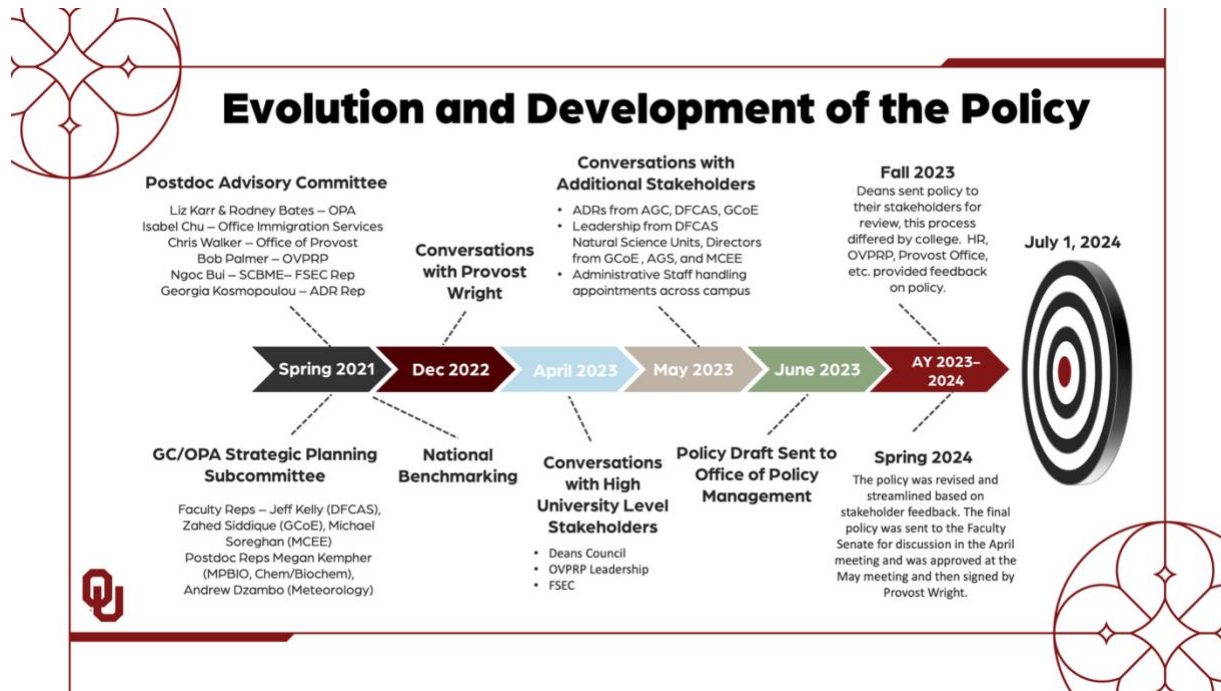 Evolution and Development of the Policy
Postdoc Advisory Committee
Liz Karr & Rodney Bates – OPA
Isabel Chu – Office Immigration Services
Chris Walker – Office of Provost
Bob Palmer – OVPRP
Ngoc Bui – SCBME– FSEC Rep
Georgia Kosmopoulou – ADR Rep
Conversations
with Provost
Wright
Conversations with
Additional Stakeholders
• ADRs from AGC, DFCAS, GCoE
• Leadership from DFCAS
Natural Science Units, Directors
from GCoE , AGS, and MCEE
• Administrative Staff handling
appointments across campus
Fall 2023
Deans sent policy to
their stakeholders for
review, this process
differed by college. HR,
OVPRP, Provost Office,
etc. provided feedback
on policy.
July 1, 2024
Spring 2021
Dec 2022
April 2023
May 2023
June 2023
AY 2023–
2024
GC/OPA Strategic Planning
Subcommittee
Faculty Reps – Jeff Kelly (DFCAS),
Zahed Siddique (GCoE), Michael
Soreghan (MCEE)
Postdoc Reps Megan Kempher
(MPBIO, Chem/Biochem),
Andrew Dzambo (Meteorology)
National
Benchmarking
Conversations
with High
University Level
Stakeholders
• Deans Council
• OVPRP Leadership
• FSEC
Policy Draft Sent to
Office of Policy
Management
Spring 2024
The policy was revised and
streamlined based on
stakeholder feedback. The final
policy was sent to the Faculty
Senate for discussion in the April
meeting and was approved at the
May meeting and then signed by
Provost Wright.
OU